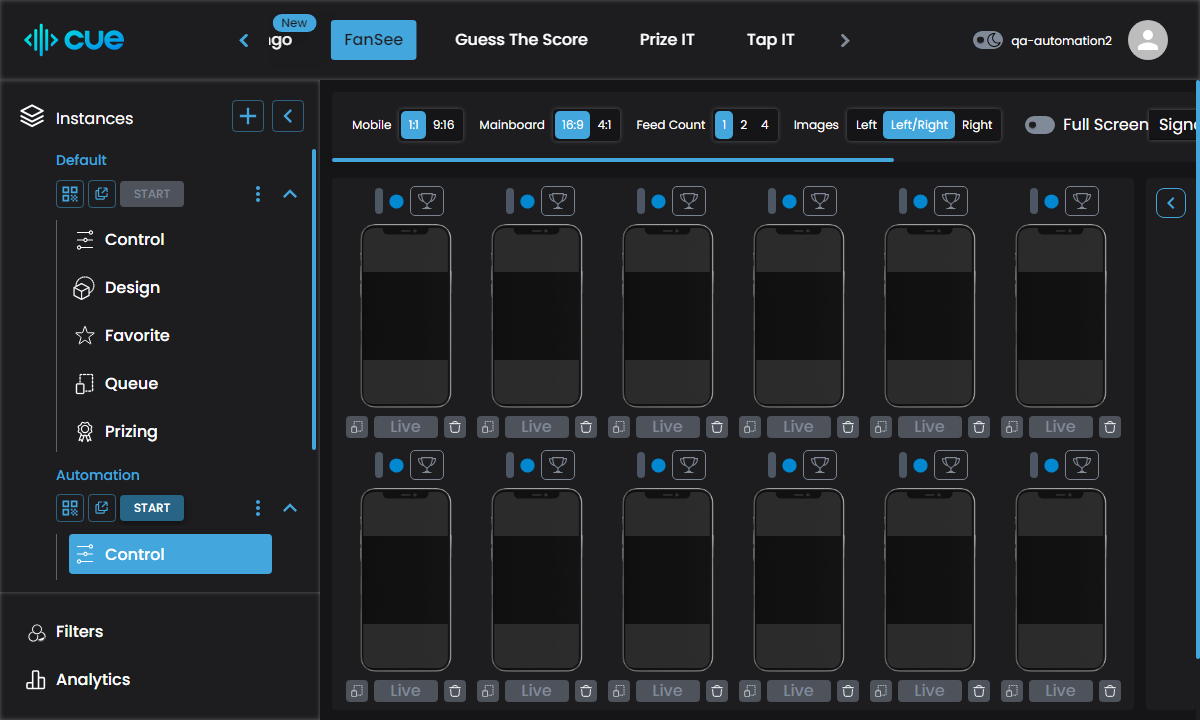 cue
New
FanSee
Guess The Score
Prize IT
Tap IT
qa-automation2
Instances
Default
START
Control
Design
Favorite
Queue
Prizing
Automation
START
Control
Filters
Analytics
Mobile 1:1 9:16
Mainboard 16:9 4:1
Feed Count 1 2 4
Images Left Left/Right Right
Full Screen
Live Live Live Live Live Live
Live Live Live Live Live Live